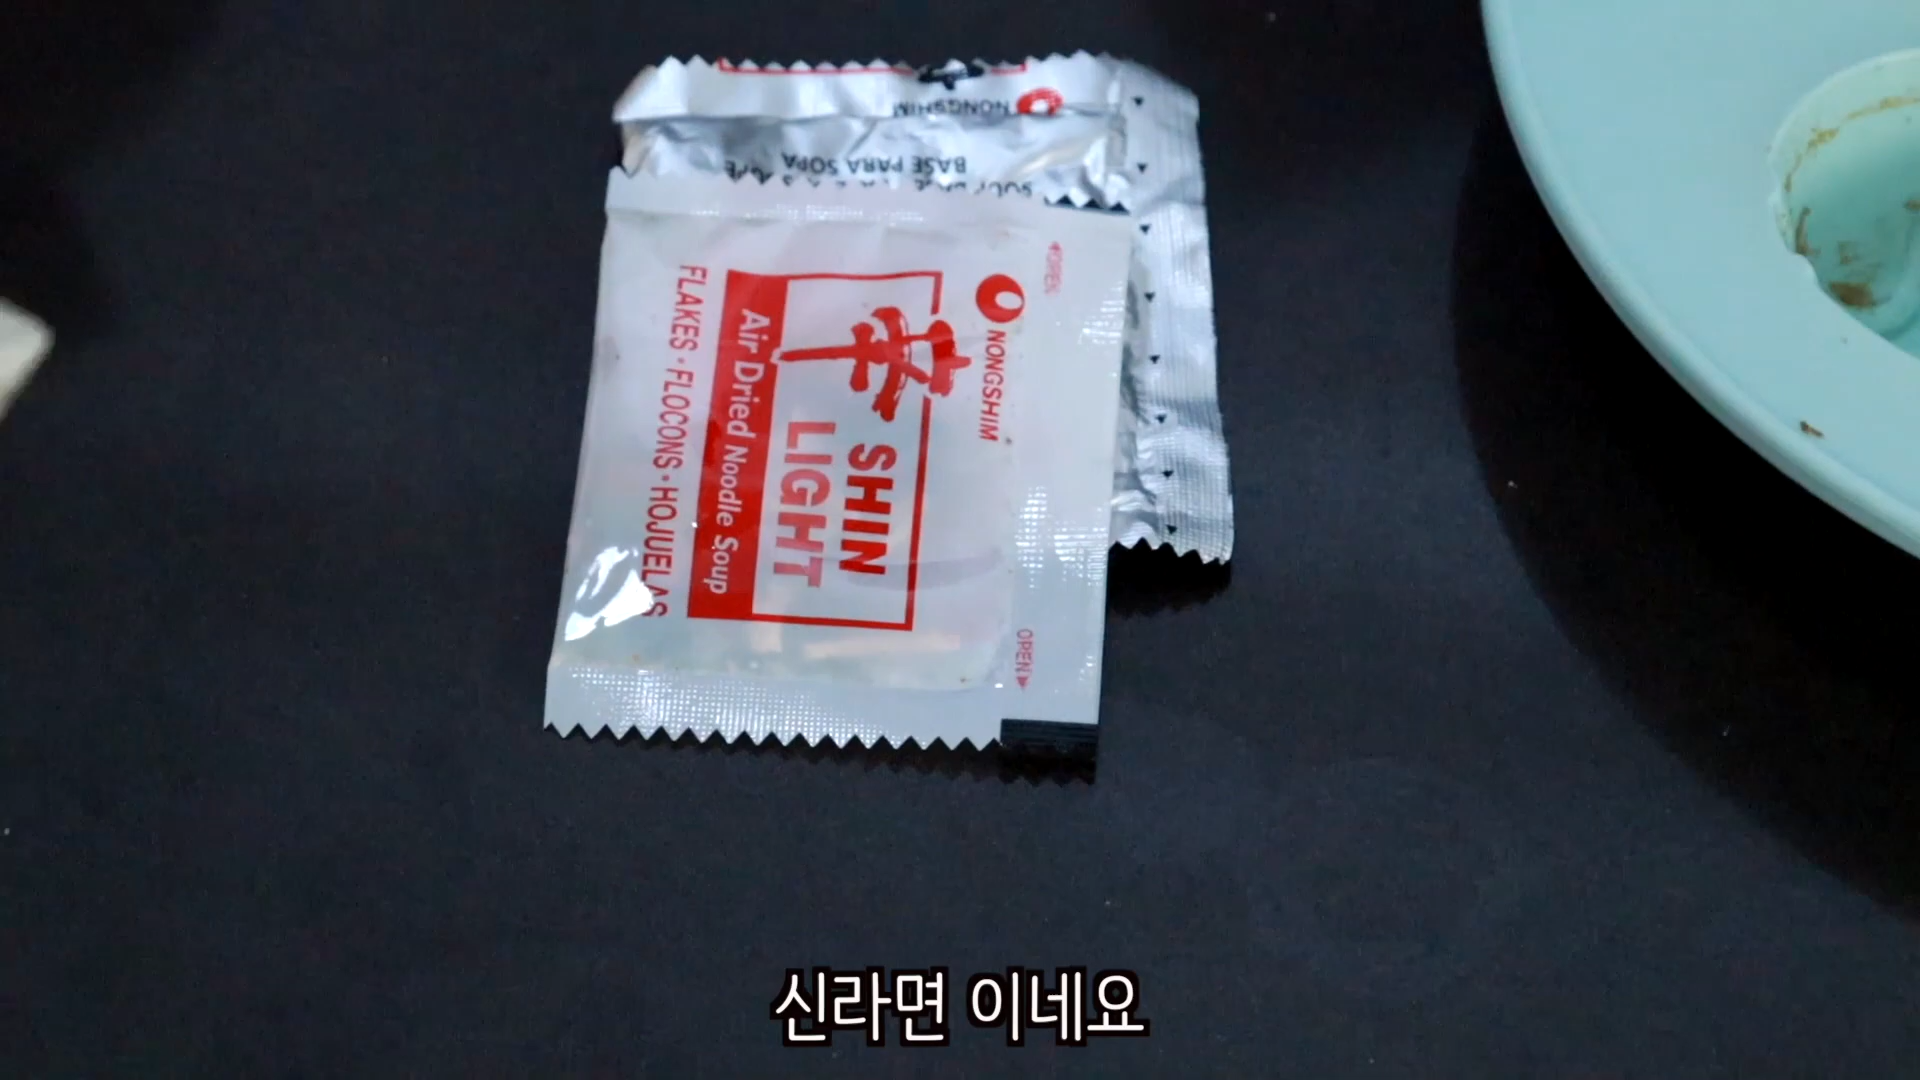 NONGSHIM
BASE PARA SOPA
NONGSHIM
辛
SHIN
LIGHT
Air Dried Noodle Soup
FLAKES · FLOCONS · HOJUELAS
OPEN
OPEN
신라면 이네요